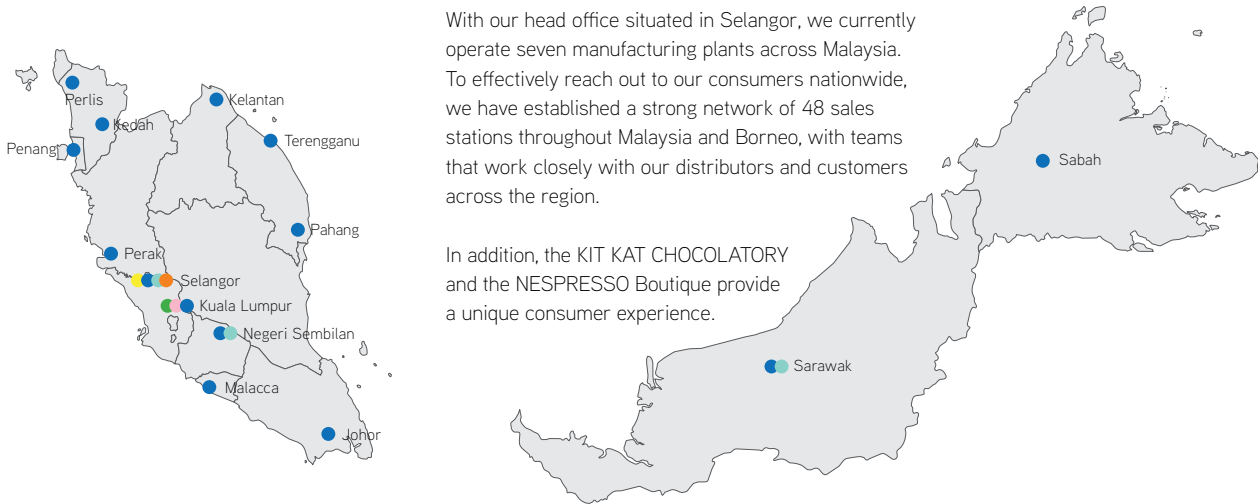 With our head office situated in Selangor, we currently
operate seven manufacturing plants across Malaysia.
To effectively reach out to our consumers nationwide,
we have established a strong network of 48 sales
stations throughout Malaysia and Borneo, with teams
that work closely with our distributors and customers
across the region.
In addition, the KIT KAT CHOCOLATORY
and the NESPRESSO Boutique provide
a unique consumer experience.
Perlis
Kedah
Penang
Kelantan
Terengganu
Pahang
Perak
Selangor
Kuala Lumpur
Negeri Sembilan
Malacca
Johor
Sabah
Sarawak